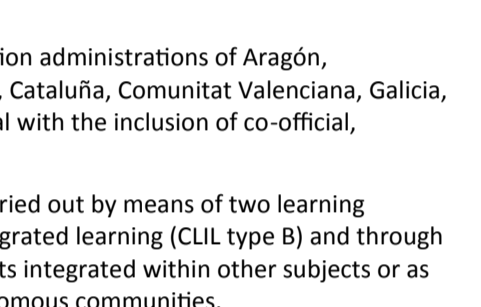 ion administrations of Aragón,
, Cataluña, Comunitat Valenciana, Galicia,
al with the inclusion of co-official,
ried out by means of two learning
grated learning (CLIL type B) and through
ts integrated within other subjects or as
omous communities.